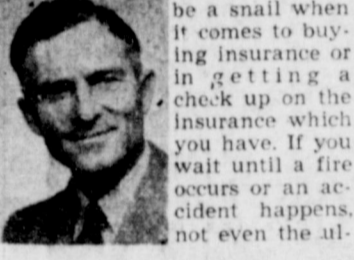 be a snail when
it comes to buy-
ing insurance or
in getting a
check up on the
insurance which
you have. If you
wait until a fire
occurs or an ac-
cident happens,
not even the ul-